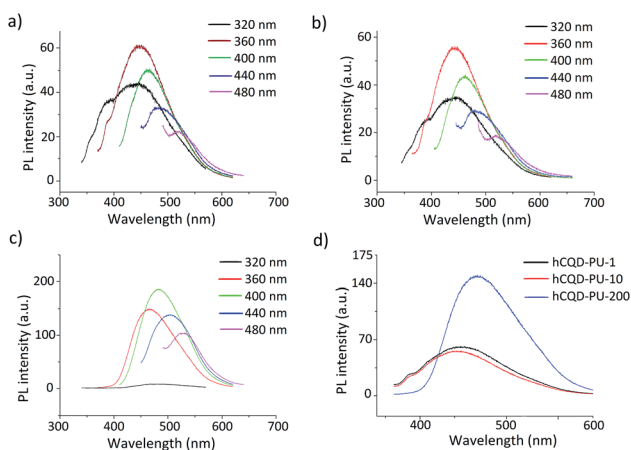 a)
320 nm
360 nm
400 nm
440 nm
480 nm
PL intensity (a.u.)
60
40
20
0
300 400 500 600 700
Wavelength (nm)
b)
320 nm
360 nm
400 nm
440 nm
480 nm
PL intensity (a.u.)
60
40
20
0
300 400 500 600 700
Wavelength (nm)
c)
320 nm
360 nm
400 nm
440 nm
480 nm
PL intensity (a.u.)
200
100
0
300 400 500 600 700
Wavelength (nm)
d)
hCQD-PU-1
hCQD-PU-10
hCQD-PU-200
PL intensity (a.u.)
175
140
70
0
400 500 600
Wavelength (nm)